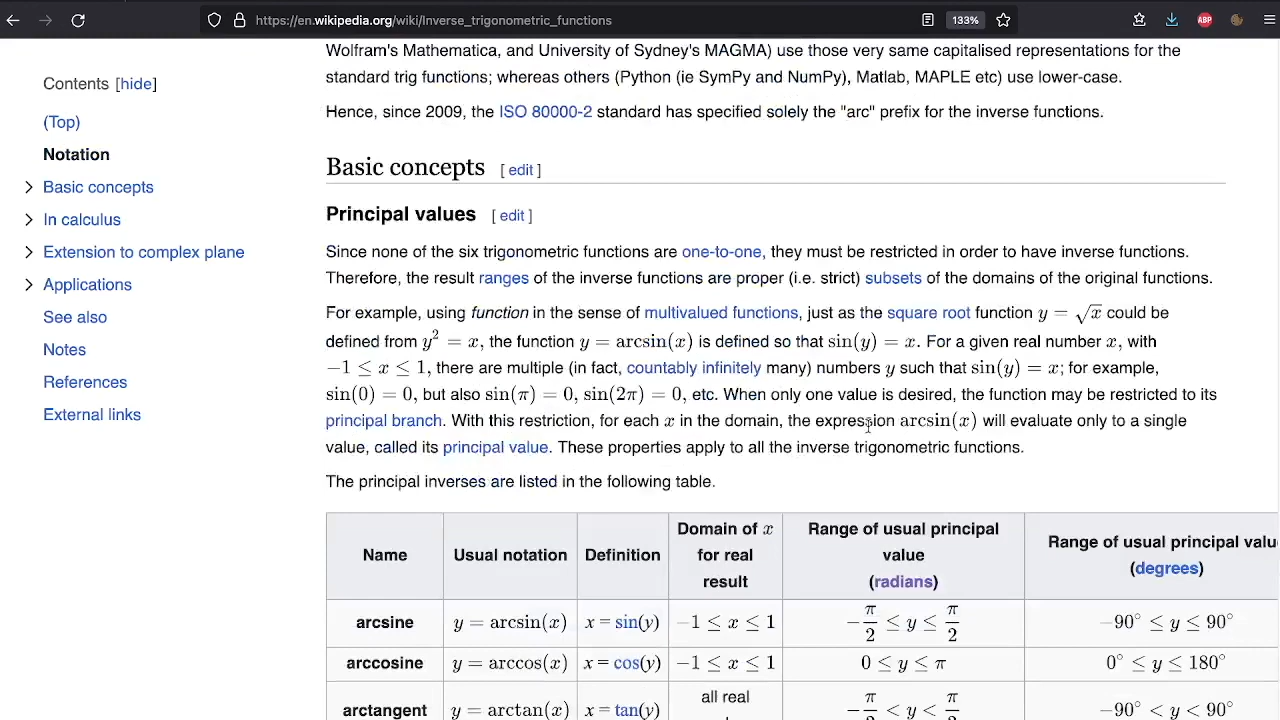 https://en.wikipedia.org/wiki/Inverse_trigonometric_functions
133%
ABP
Contents [hide]
(Top)
Notation
Basic concepts
In calculus
Extension to complex plane
Applications
See also
Notes
References
External links
Wolfram's Mathematica, and University of Sydney's MAGMA) use those very same capitalised representations for the
standard trig functions; whereas others (Python (ie SymPy and NumPy), Matlab, MAPLE etc) use lower-case.
Hence, since 2009, the ISO 80000-2 standard has specified solely the "arc" prefix for the inverse functions.
Basic concepts [ edit ]
Principal values [ edit ]
Since none of the six trigonometric functions are one-to-one, they must be restricted in order to have inverse functions.
Therefore, the result ranges of the inverse functions are proper (i.e. strict) subsets of the domains of the original functions.
For example, using function in the sense of multivalued functions, just as the square root function y = √x could be
defined from y² = x, the function y = arcsin(x) is defined so that sin(y) = x. For a given real number x, with
−1 ≤ x ≤ 1, there are multiple (in fact, countably infinitely many) numbers y such that sin(y) = x; for example,
sin(0) = 0, but also sin(π) = 0, sin(2π) = 0, etc. When only one value is desired, the function may be restricted to its
principal branch. With this restriction, for each x in the domain, the expression arcsin(x) will evaluate only to a single
value, called its principal value. These properties apply to all the inverse trigonometric functions.
The principal inverses are listed in the following table.
Name Usual notation Definition Domain of x for real result Range of usual principal value (radians) Range of usual principal valu (degrees)
arcsine y = arcsin(x) x = sin(y) −1 ≤ x ≤ 1 −π/2 ≤ y ≤ π/2 −90° ≤ y ≤ 90°
arccosine y = arccos(x) x = cos(y) −1 ≤ x ≤ 1 0 ≤ y ≤ π 0° ≤ y ≤ 180°
arctangent y = arctan(x) x = tan(y) all real −π/2 < y < π/2 −90° < y < 90°